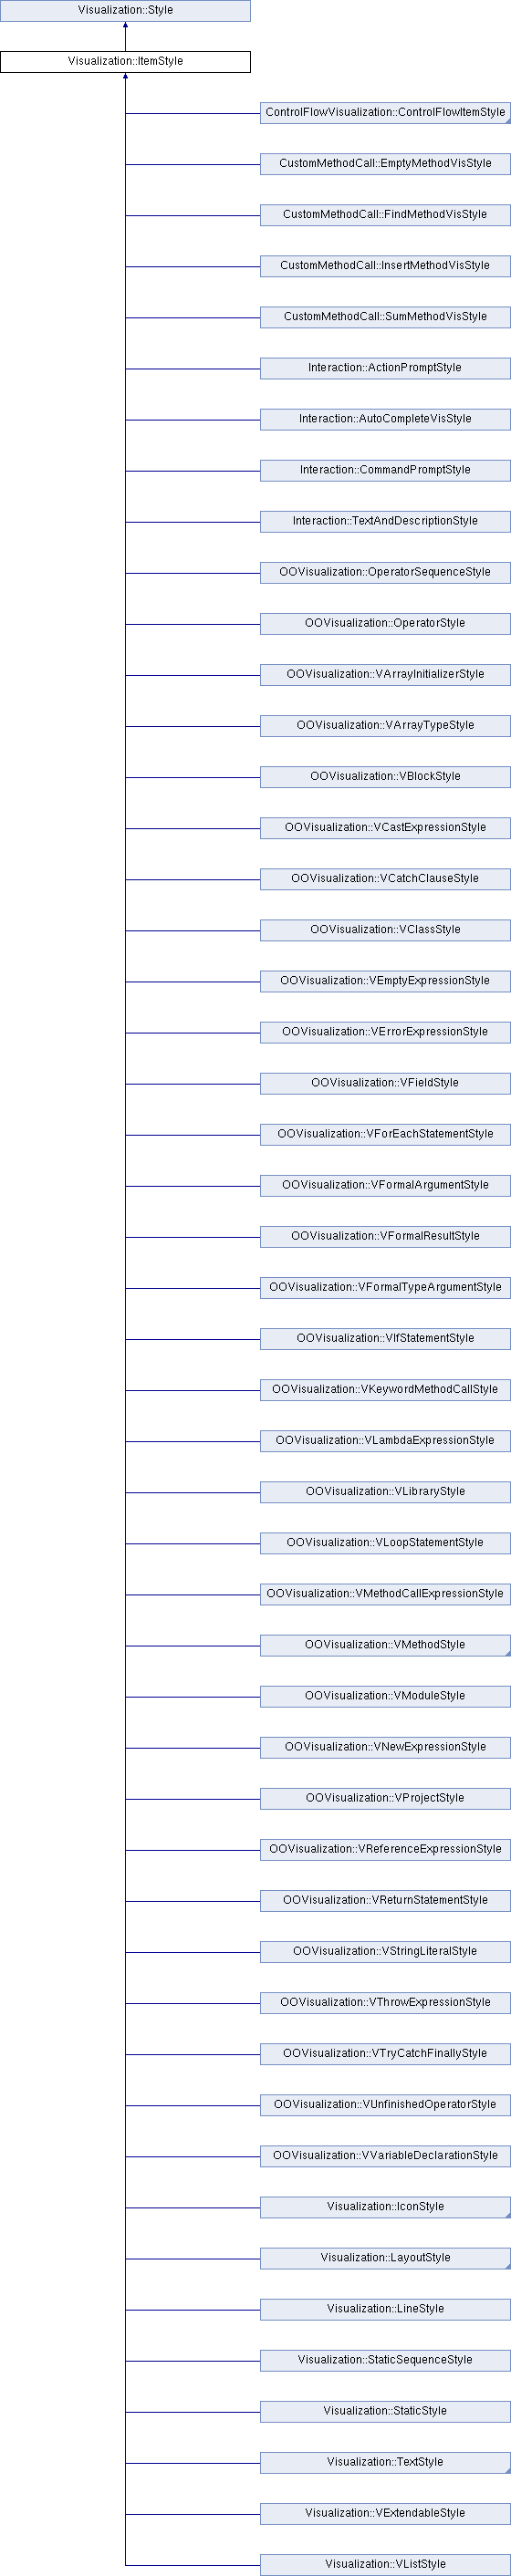 Visualization::Style
Visualization::ItemStyle
ControlFlowVisualization::ControlFlowItemStyle
CustomMethodCall::EmptyMethodVisStyle
CustomMethodCall::FindMethodVisStyle
CustomMethodCall::InsertMethodVisStyle
CustomMethodCall::SumMethodVisStyle
Interaction::ActionPromptStyle
Interaction::AutoCompleteVisStyle
Interaction::CommandPromptStyle
Interaction::TextAndDescriptionStyle
OOVisualization::OperatorSequenceStyle
OOVisualization::OperatorStyle
OOVisualization::VArrayInitializerStyle
OOVisualization::VArrayTypeStyle
OOVisualization::VBlockStyle
OOVisualization::VCastExpressionStyle
OOVisualization::VCatchClauseStyle
OOVisualization::VClassStyle
OOVisualization::VEmptyExpressionStyle
OOVisualization::VErrorExpressionStyle
OOVisualization::VFieldStyle
OOVisualization::VForEachStatementStyle
OOVisualization::VFormalArgumentStyle
OOVisualization::VFormalResultStyle
OOVisualization::VFormalTypeArgumentStyle
OOVisualization::VIfStatementStyle
OOVisualization::VKeywordMethodCallStyle
OOVisualization::VLambdaExpressionStyle
OOVisualization::VLibraryStyle
OOVisualization::VLoopStatementStyle
OOVisualization::VMethodCallExpressionStyle
OOVisualization::VMethodStyle
OOVisualization::VModuleStyle
OOVisualization::VNewExpressionStyle
OOVisualization::VProjectStyle
OOVisualization::VReferenceExpressionStyle
OOVisualization::VReturnStatementStyle
OOVisualization::VStringLiteralStyle
OOVisualization::VThrowExpressionStyle
OOVisualization::VTryCatchFinallyStyle
OOVisualization::VUnfinishedOperatorStyle
OOVisualization::VVariableDeclarationStyle
Visualization::IconStyle
Visualization::LayoutStyle
Visualization::LineStyle
Visualization::StaticSequenceStyle
Visualization::StaticStyle
Visualization::TextStyle
Visualization::VExtendableStyle
Visualization::VListStyle